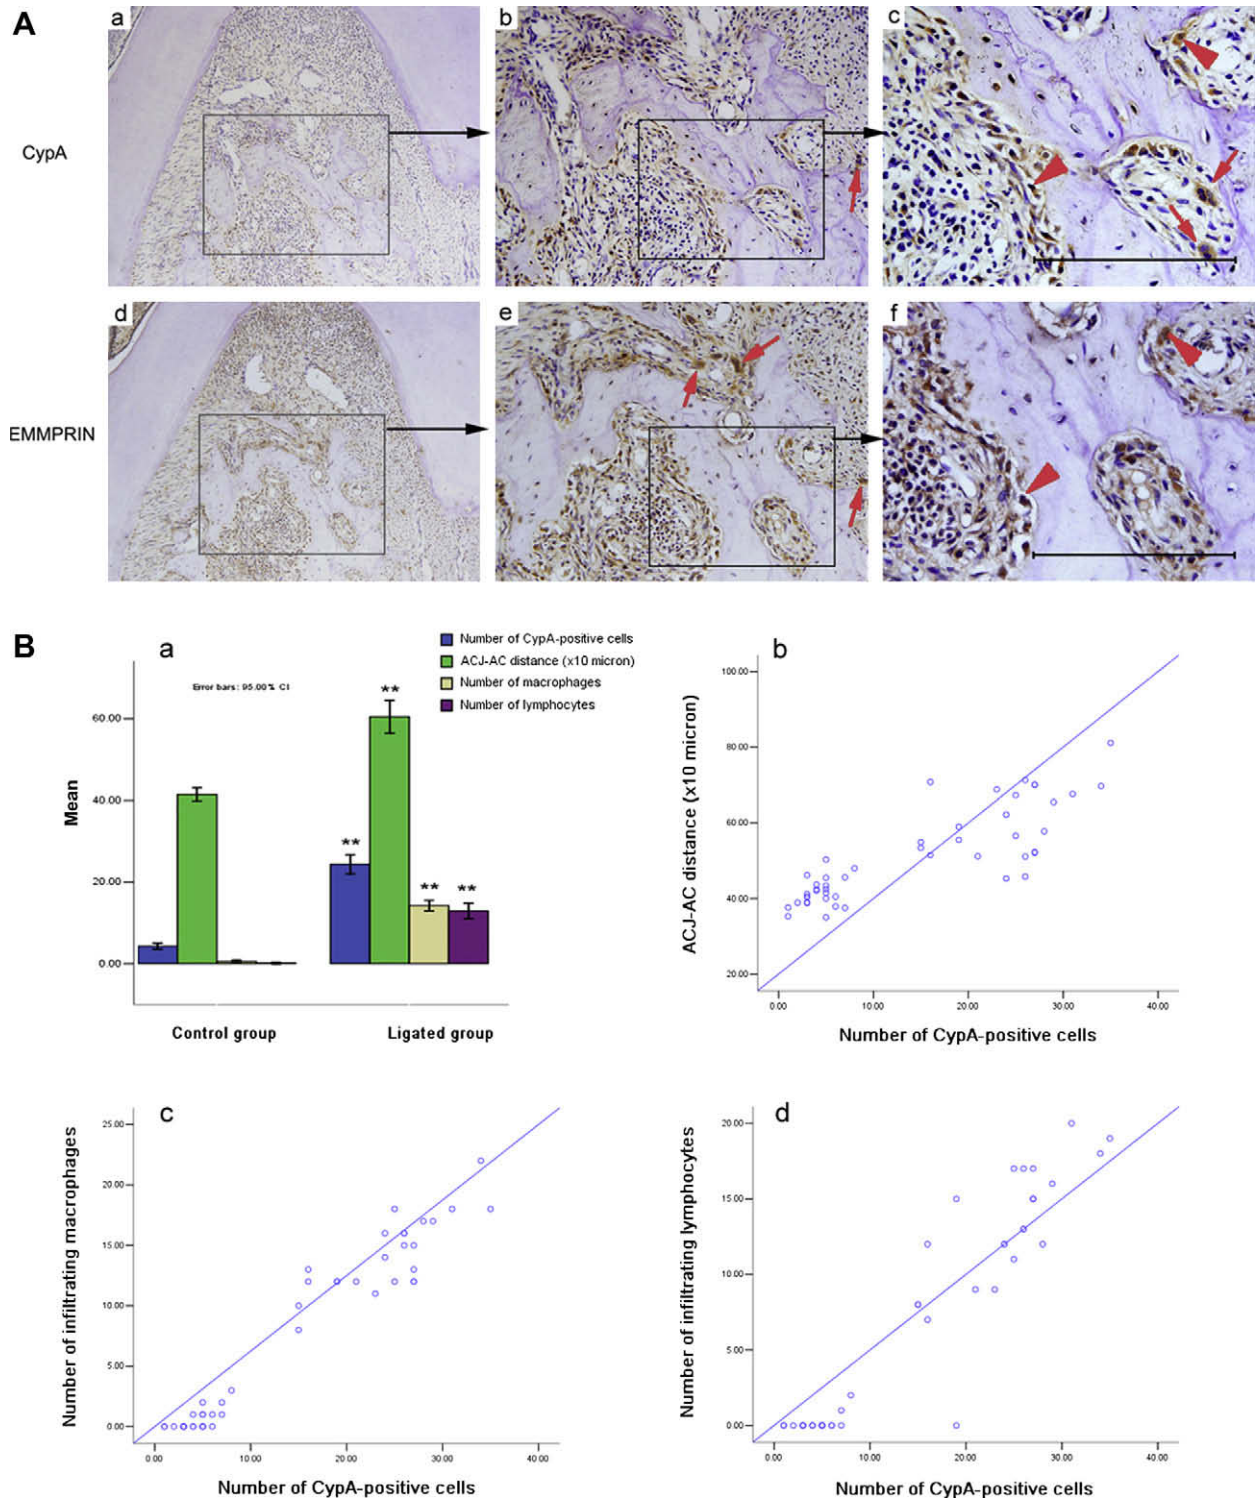 A
a
b
c
CypA
d
e
f
EMMPRIN
B
a
Number of CypA-positive cells
ACJ-AC distance (x10 micron)
Number of macrophages
Number of lymphocytes
Error bars: 95.00% CI
Mean
60.00
40.00
20.00
0.00
**
**
**
**
Control group
Ligated group
b
ACJ-AC distance (x10 micron)
100.00
80.00
60.00
40.00
20.00
0.00
10.00
20.00
30.00
40.00
Number of CypA-positive cells
c
Number of infiltrating macrophages
25.00
20.00
15.00
10.00
5.00
0.00
0.00
10.00
20.00
30.00
40.00
Number of CypA-positive cells
d
Number of infiltrating lymphocytes
20.00
15.00
10.00
5.00
0.00
0.00
10.00
20.00
30.00
40.00
Number of CypA-positive cells